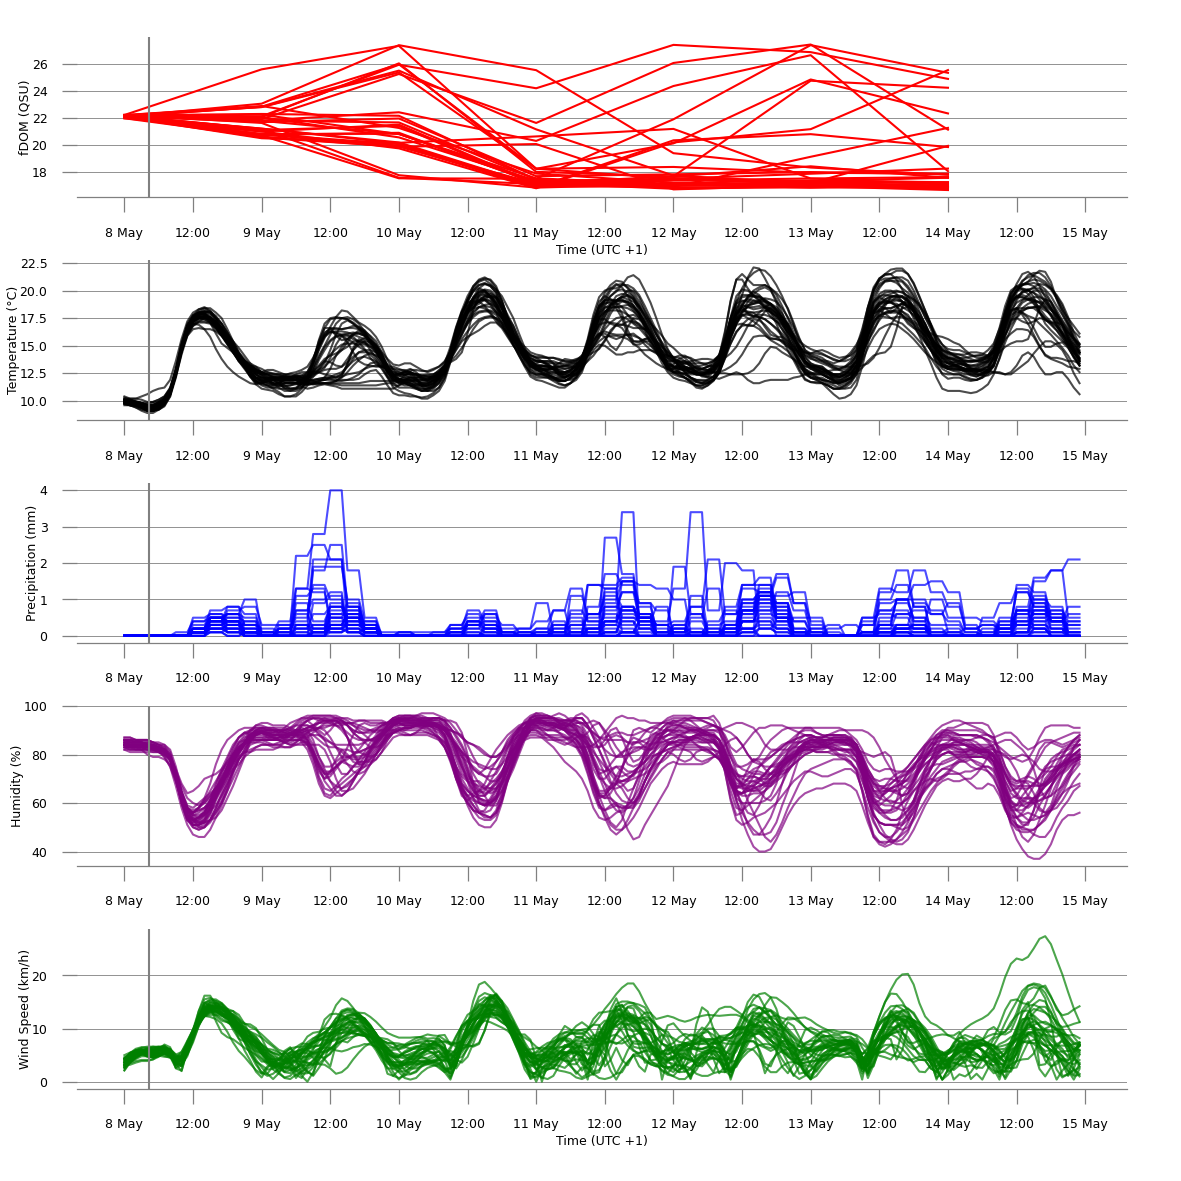 fDOM (QSU)
26
24
22
20
18
8 May 12:00 9 May 12:00 10 May 12:00 11 May 12:00 12 May 12:00 13 May 12:00 14 May 12:00 15 May
Time (UTC +1)
Temperature (°C)
22.5
20.0
17.5
15.0
12.5
10.0
8 May 12:00 9 May 12:00 10 May 12:00 11 May 12:00 12 May 12:00 13 May 12:00 14 May 12:00 15 May
Precipitation (mm)
4
3
2
1
0
8 May 12:00 9 May 12:00 10 May 12:00 11 May 12:00 12 May 12:00 13 May 12:00 14 May 12:00 15 May
Humidity (%)
100
80
60
40
8 May 12:00 9 May 12:00 10 May 12:00 11 May 12:00 12 May 12:00 13 May 12:00 14 May 12:00 15 May
Wind Speed (km/h)
20
10
0
8 May 12:00 9 May 12:00 10 May 12:00 11 May 12:00 12 May 12:00 13 May 12:00 14 May 12:00 15 May
Time (UTC +1)